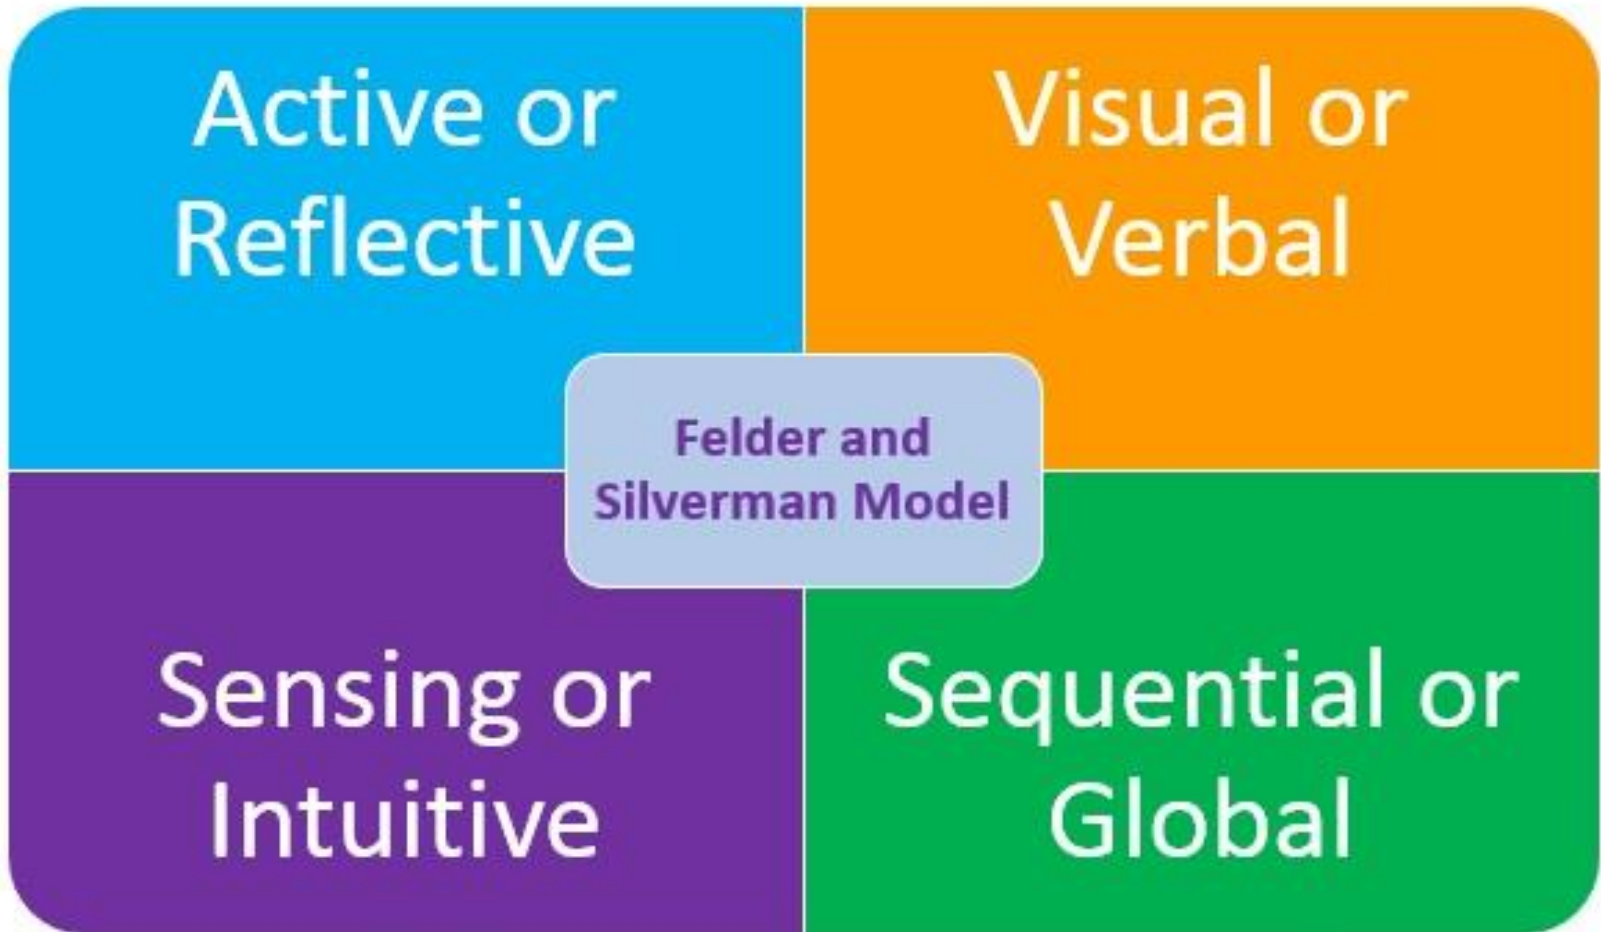 Active or
Reflective
Visual or
Verbal
Felder and
Silverman Model
Sensing or
Intuitive
Sequential or
Global